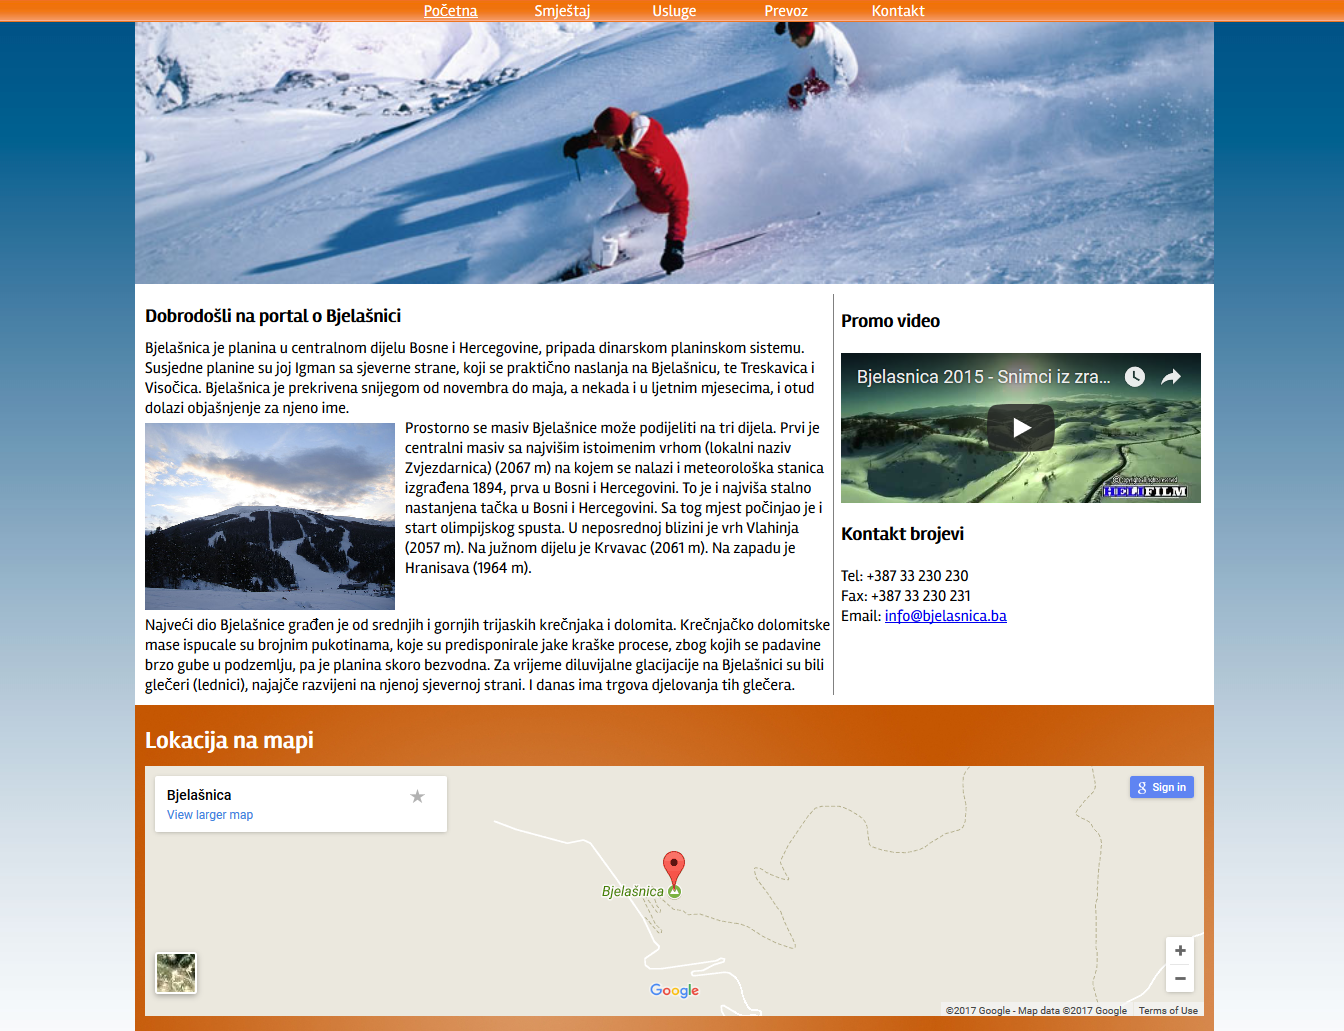 Početna Smještaj Usluge Prevoz Kontakt
Dobrodošli na portal o Bjelašnici
Bjelašnica je planina u centralnom dijelu Bosne i Hercegovine, pripada dinarskom planinskom sistemu.
Susjedne planine su joj Igman sa sjeverne strane, koji se praktično naslanja na Bjelašnicu, te Treskavica i
Visočica. Bjelašnica je prekrivena snijegom od novembra do maja, a nekada i u ljetnim mjesecima, i otud
dolazi objašnjenje za njeno ime.
Prostorno se masiv Bjelašnice može podijeliti na tri dijela. Prvi je
centralni masiv sa najvišim istoimenim vrhom (lokalni naziv
Zvjezdarnica) (2067 m) na kojem se nalazi i meteorološka stanica
izgrađena 1894, prva u Bosni i Hercegovini. To je i najviša stalno
nastanjena tačka u Bosni i Hercegovini. Sa tog mjest počinjao je i
start olimpijskog spusta. U neposrednoj blizini je vrh Vlahinja
(2057 m). Na južnom dijelu je Krvavac (2061 m). Na zapadu je
Hranisava (1964 m).
Najveći dio Bjelašnice građen je od srednjih i gornjih trijaskih krečnjaka i dolomita. Krečnjačko dolomitske
mase ispucale su brojnim pukotinama, koje su predisponirale jake kraške procese, zbog kojih se padavine
brzo gube u podzemlju, pa je planina skoro bezvodna. Za vrijeme diluvijalne glacijacije na Bjelašnici su bili
glečeri (lednici), najajče razvijeni na njenoj sjevernoj strani. I danas ima trgova djelovanja tih glečera.
Promo video
Bjelasnica 2015 - Snimci iz zra...
HELIFILM
Kontakt brojevi
Tel: +387 33 230 230
Fax: +387 33 230 231
Email: info@bjelasnica.ba
Lokacija na mapi
Bjelašnica
View larger map
Sign in
Bjelašnica
Google
©2017 Google - Map data ©2017 Google Terms of Use